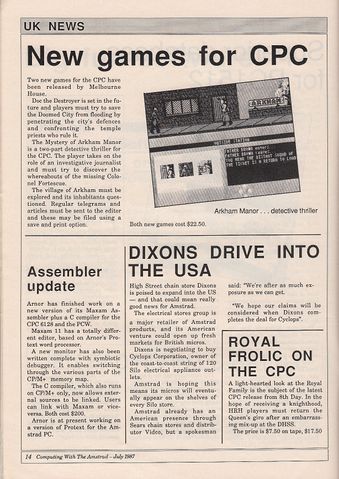 UK NEWS
New games for CPC
Two new games for the CPC have
been released by Melbourne
House.
Doc the Destroyer is set in the fu-
ture and players must try to save
the Doomed City from flooding by
penetrating the city's defences
and confronting the temple
priests who rule it.
The Mystery of Arkham Manor
is a two-part detective thriller for
the CPC. The player takes on the
role of an investigative journalist
and must try to discover the
whereabouts of the missing Colo-
nel Fortescue.
The village of Arkham must be
explored and its inhabitants ques-
tioned. Regular telegrams and
articles must be sent to the editor
and these may be filed using a
save and print option.
ARKHAM
Arkham Manor . . . detective thriller
Both new games cost $22.50.
Assembler
update
Arnor has finished work on a
new version of its Maxam As-
sembler plus a C compiler for the
CPC 6128 and the PCW.
Maxam 11 has a totally differ-
ent editor, based on Arnor's Pro-
text word processor.
A new monitor has also been
written complete with symbolic
debugger. It enables switching
through the various parts of the
CP/M+ memory map.
The C compiler, which also runs
on CP/M+ only, now allows exter-
nal sources to be linked. Users
can link with Maxam or vice-
versa. Both cost $200.
Arnor is at present working on
a version of Protext for the Am-
strad PC.
DIXONS DRIVE INTO
THE USA
High Street chain store Dixons
is poised to expand into the US
— and that could mean really
good news for Amstrad.
The electrical stores group is
a major retailer of Amstrad
products, and its American
venture could open up fresh
markets for British micros.
Dixons is negotiating to buy
Cyclops Corporation, owner of
the coast-to-coast string of 120
Silo electrical appliance out-
lets.
Amstrad is hoping this
means its micros will eventu-
ally appear on the shelves of
every Silo store.
Amstrad already has an
American presence through
Sears chain stores and distrib-
utor Vidco, but a spokesman
said: "We're after as much ex-
posure as we can get.
"We hope our claims will be
considered when Dixons com-
pletes the deal for Cyclops".
ROYAL
FROLIC ON
THE CPC
A light-hearted look at the Royal
Family is the subject of the latest
CPC release from 8th Day. In the
hope of receiving a knighthood,
HRH players must return the
Queen's giro after an embarrass-
ing mix-up at the DHSS.
The price is $7.50 on tape, $17.50
14 Computing With The Amstrad – July 1987